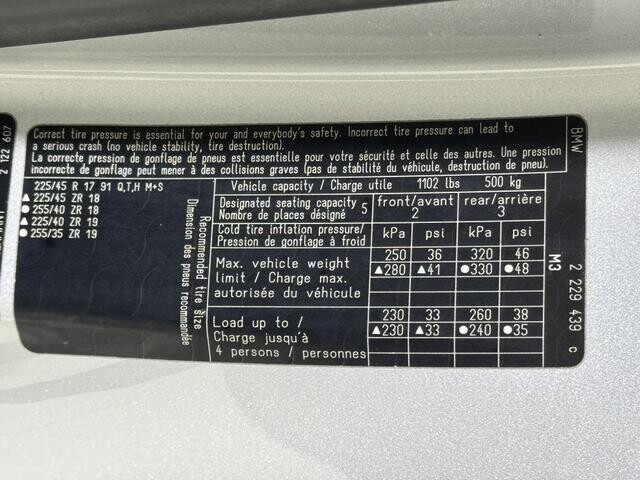 Correct tire pressure is essential for your and everybody's safety. Incorrect tire pressure can lead to
a serious crash (no vehicle stability, tire destruction).
La correcte pression de gonflage de pneus est essentielle pour votre sécurité et celle des autres. Une pression
incorrecte de gonflage peut mener à des collisions graves (pas de stabilité du véhicule, destruction de pneu).
225/45 R 17 91 Q,T,H M+S
▲ 225/45 ZR 18
● 255/40 ZR 18
▲ 225/40 ZR 19
● 255/35 ZR 19
Recommended tire size
Dimension des pneus recommandée
Vehicle capacity / Charge utile 1102 lbs 500 kg
Designated seating capacity 5
Nombre de places désigné
front/avant rear/arrière
2 3
Cold tire inflation pressure/
Pression de gonflage à froid
kPa psi kPa psi
Max. vehicle weight
limit / Charge max.
autorisée du véhicule
250 36 320 46
▲280 ▲41 ●330 ●48
Load up to /
Charge jusqu'à
4 persons / personnes
230 33 260 38
▲230 ▲33 ●240 ●35
BMW
M3
2 229 439 c
2 122 607